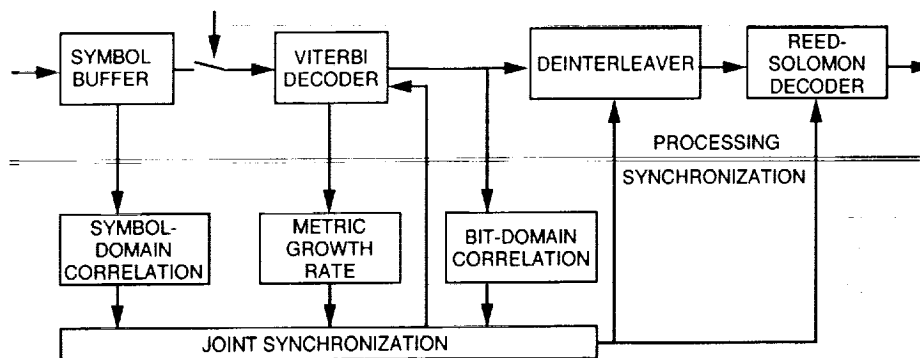 SYMBOL
BUFFER
VITERBI
DECODER
DEINTERLEAVER
REED-
SOLOMON
DECODER
PROCESSING
SYNCHRONIZATION
SYMBOL-
DOMAIN
CORRELATION
METRIC
GROWTH
RATE
BIT-DOMAIN
CORRELATION
JOINT SYNCHRONIZATION